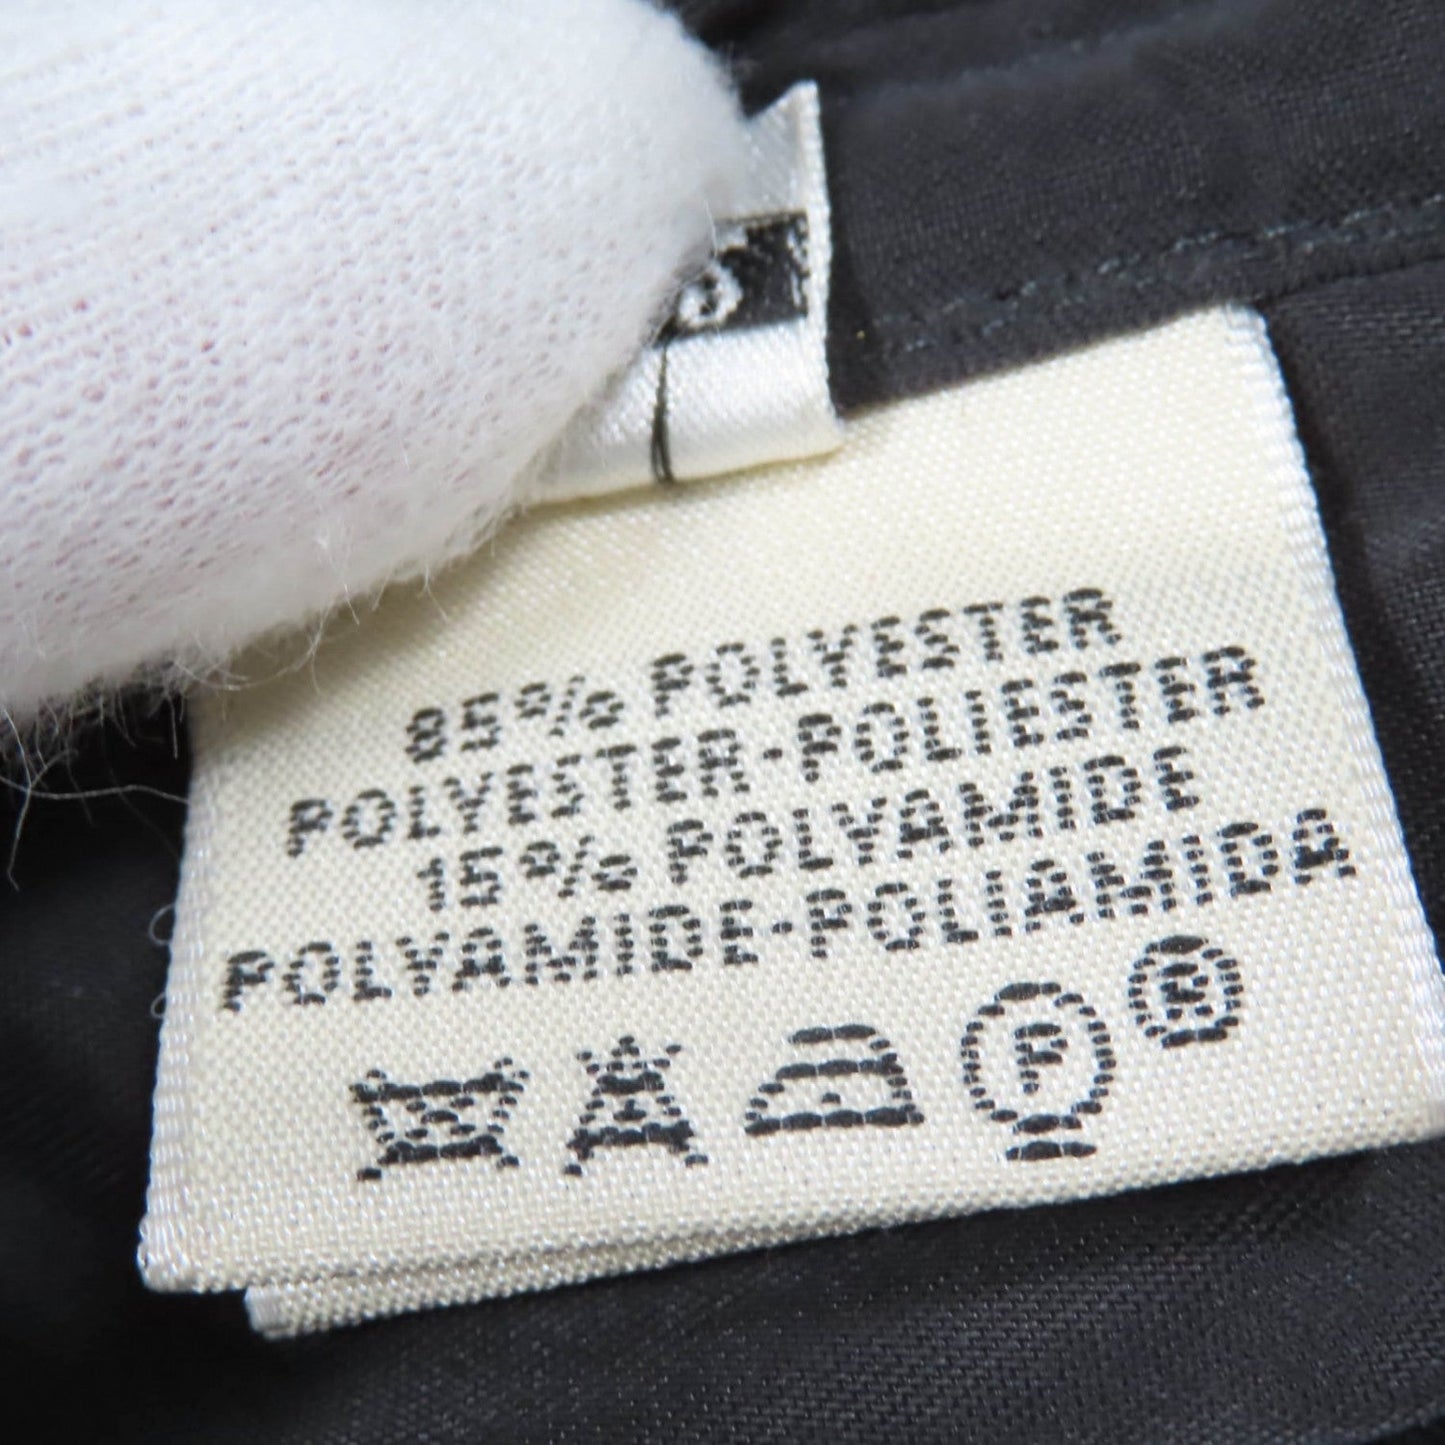 85% POLYESTER
POLYESTER-POLIESTER
15% POLYAMIDE
POLYAMIDE-POLIAMIDA
P R